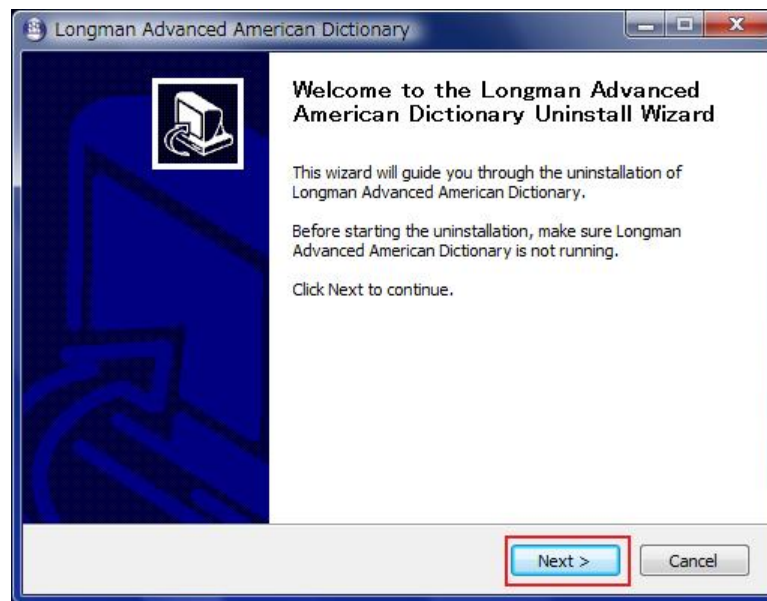 Longman Advanced American Dictionary
Welcome to the Longman Advanced
American Dictionary Uninstall Wizard
This wizard will guide you through the uninstallation of
Longman Advanced American Dictionary.
Before starting the uninstallation, make sure Longman
Advanced American Dictionary is not running.
Click Next to continue.
Next >
Cancel